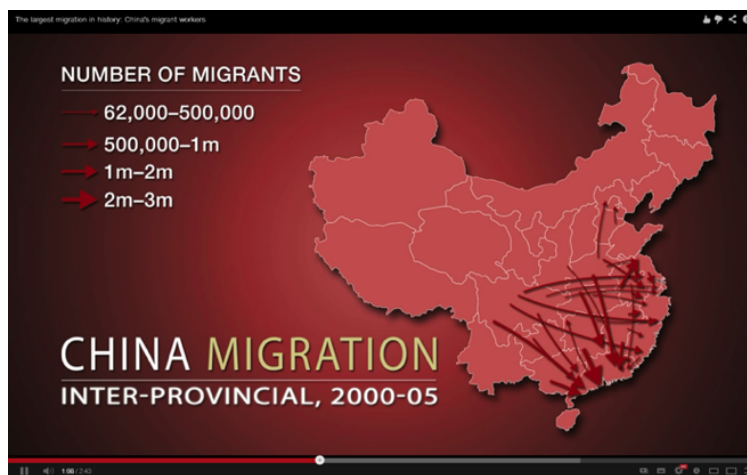 The largest migration in history: China's migrant workers
NUMBER OF MIGRANTS
62,000–500,000
500,000–1m
1m–2m
2m–3m
CHINA MIGRATION
INTER-PROVINCIAL, 2000-05
1:06 / 2:43